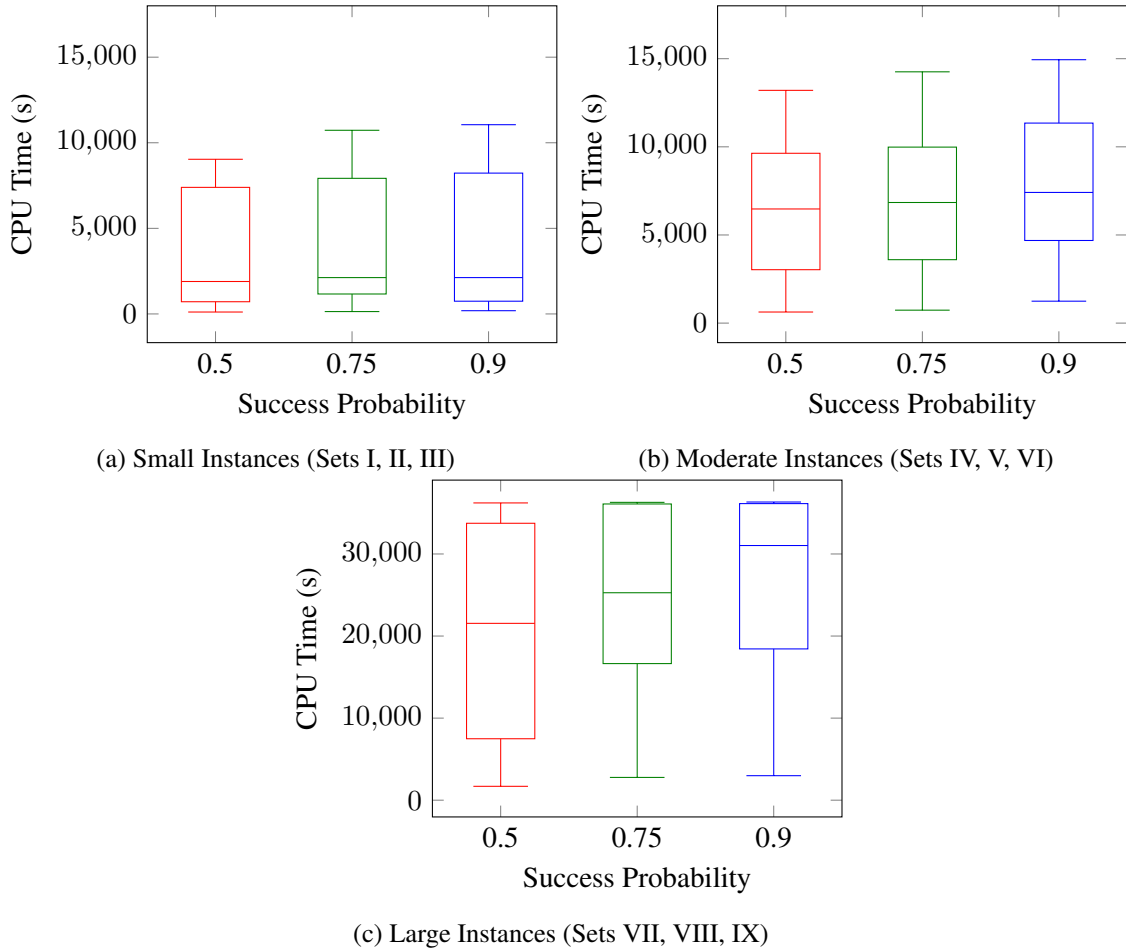 15,000
10,000
5,000
0
CPU Time (s)
0.5 0.75 0.9
Success Probability
(a) Small Instances (Sets I, II, III)
15,000
10,000
5,000
0
CPU Time (s)
0.5 0.75 0.9
Success Probability
(b) Moderate Instances (Sets IV, V, VI)
30,000
20,000
10,000
0
CPU Time (s)
0.5 0.75 0.9
Success Probability
(c) Large Instances (Sets VII, VIII, IX)